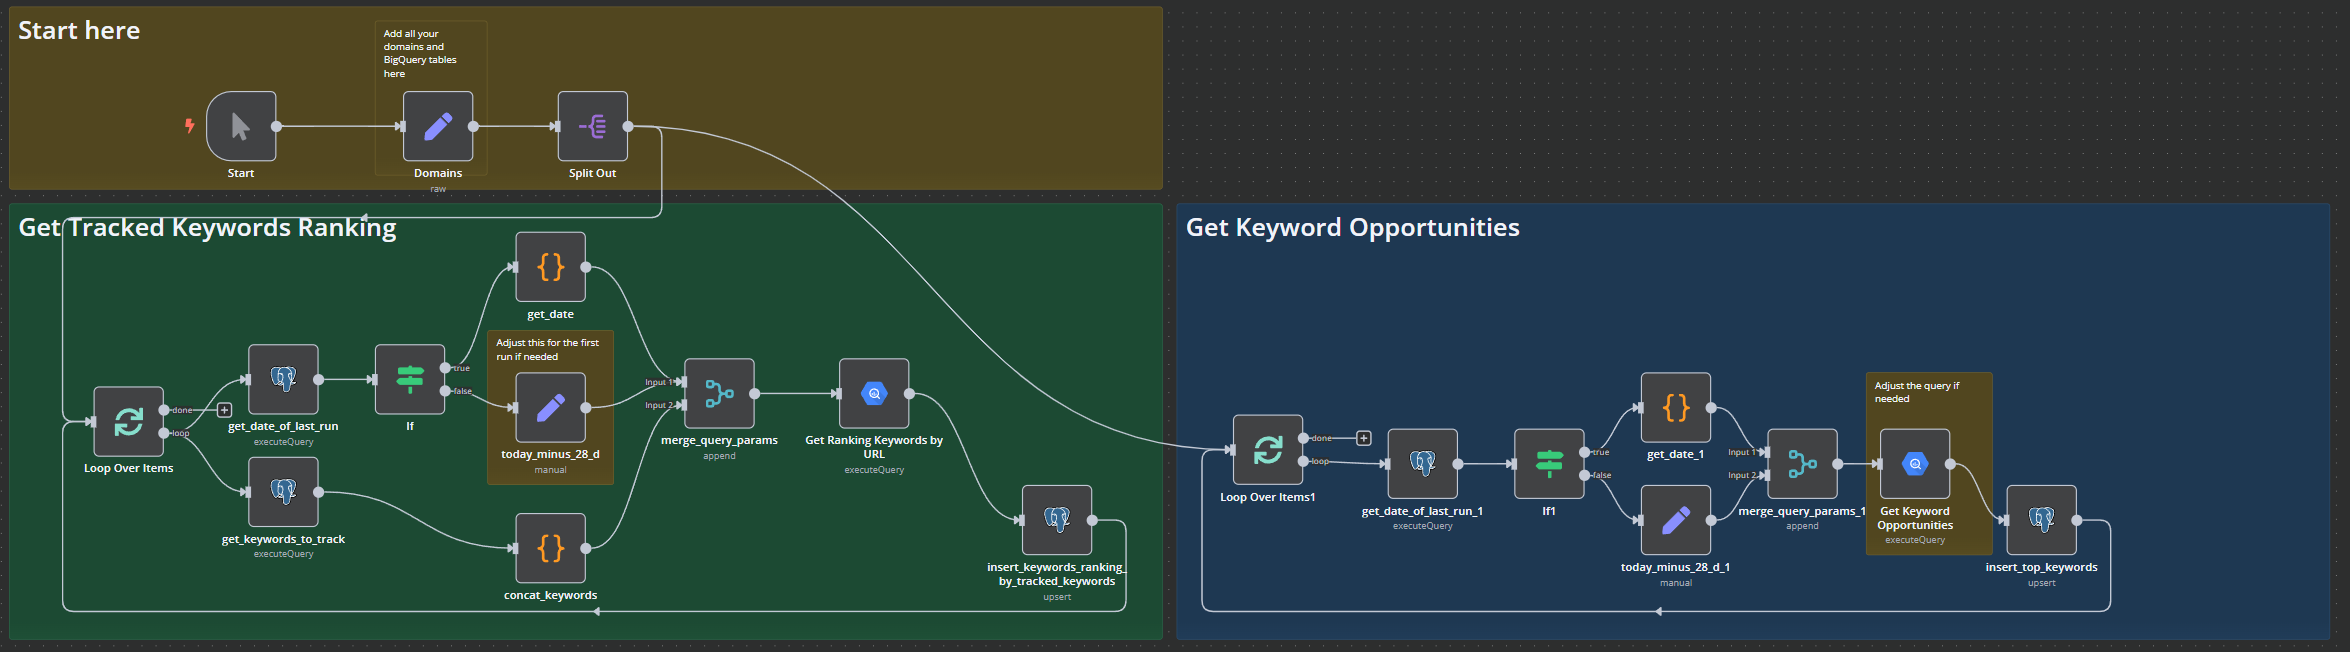 Start here
Add all your
domains and
BigQuery tables
here
Start
Domains
raw
Split Out
Get Tracked Keywords Ranking
get_date
Adjust this for the first
run if needed
true
false
done
loop
Loop Over Items
get_date_of_last_run
executeQuery
If
today_minus_28_d
manual
Input 1
Input 2
merge_query_params
append
Get Ranking Keywords by
URL
executeQuery
get_keywords_to_track
executeQuery
concat_keywords
insert_keywords_ranking_
by_tracked_keywords
upsert
Get Keyword Opportunities
Adjust the query if
needed
done
loop
Loop Over Items1
get_date_of_last_run_1
executeQuery
true
false
If1
get_date_1
today_minus_28_d_1
manual
Input 1
Input 2
merge_query_params_1
append
Get Keyword
Opportunities
executeQuery
insert_top_keywords
upsert